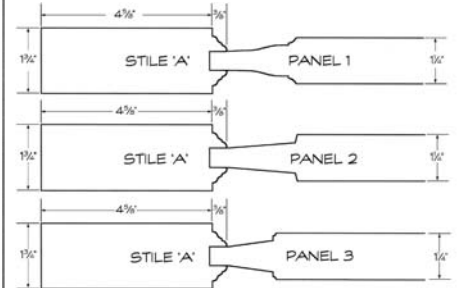 4⅝" ⅜"
1¾" STILE "A" PANEL 1 1¼"
4⅝" ⅜"
1¾" STILE "A" PANEL 2 1¼"
4⅝" ⅜"
1¾" STILE "A" PANEL 3 1¼"